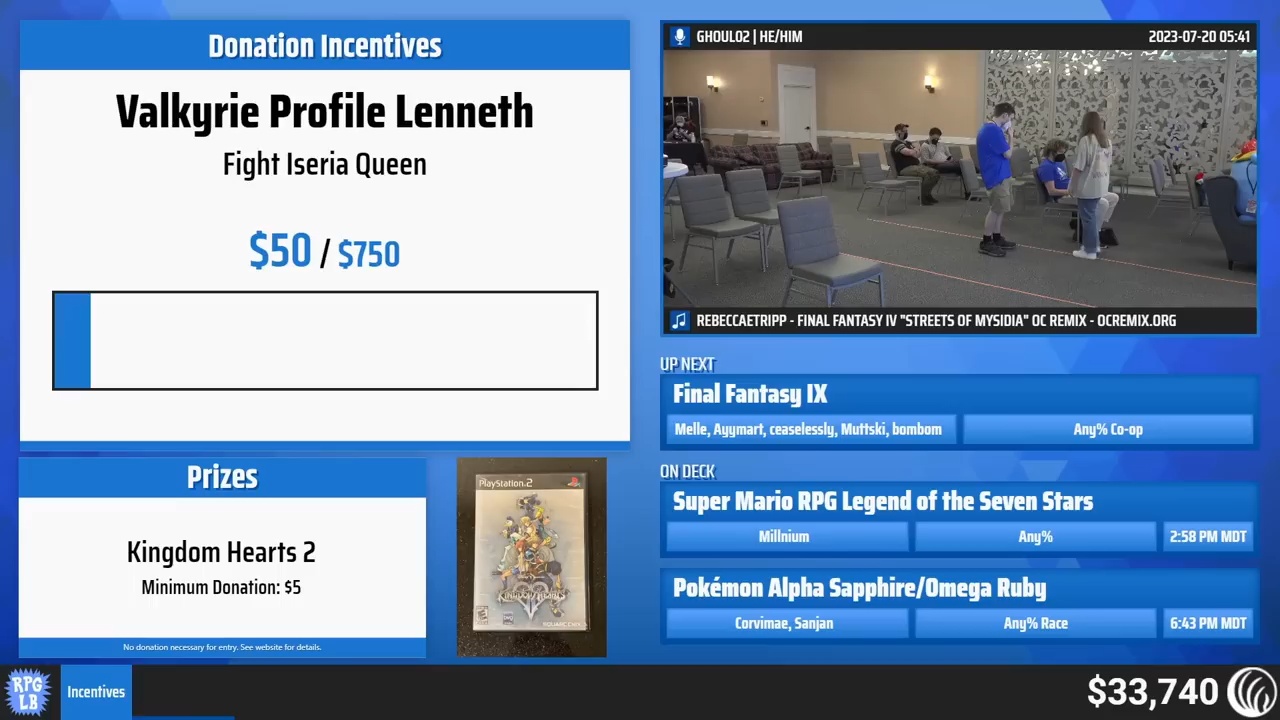 Donation Incentives
Valkyrie Profile Lenneth
Fight Iseria Queen
$50 / $750
Prizes
Kingdom Hearts 2
Minimum Donation: $5
No donation necessary for entry. See website for details.
PlayStation.2
KINGDOM HEARTS
SQUARE ENIX
GHOUL02 | HE/HIM
2023-07-20 05:41
REBECCAETRIPP - FINAL FANTASY IV "STREETS OF MYSIDIA" OC REMIX - OCREMIX.ORG
UP NEXT
Final Fantasy IX
Melle, Ayymart, ceaselessly, Muttski, bombom
Any% Co-op
ON DECK
Super Mario RPG Legend of the Seven Stars
Millnium
Any%
2:58 PM MDT
Pokémon Alpha Sapphire/Omega Ruby
Corvimae, Sanjan
Any% Race
6:43 PM MDT
RPG
LB
Incentives
$33,740